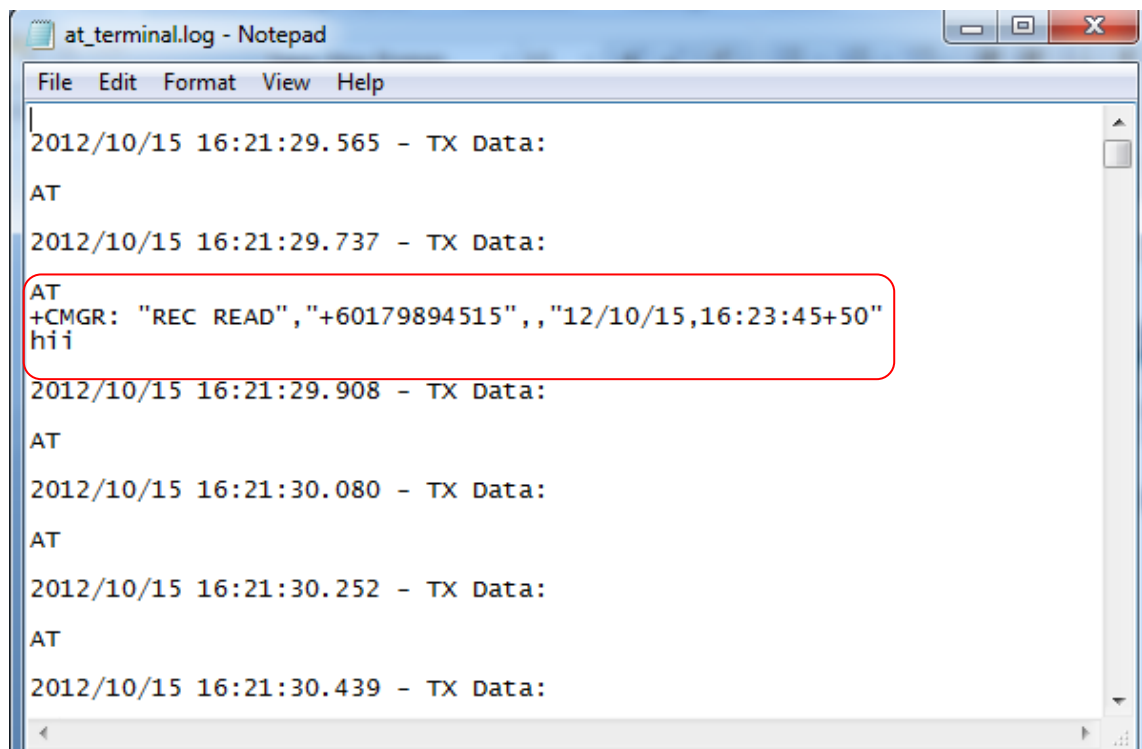 at_terminal.log - Notepad
File Edit Format View Help
2012/10/15 16:21:29.565 - TX Data:
AT
2012/10/15 16:21:29.737 - TX Data:
AT
+CMGR: "REC READ","+60179894515",,"12/10/15,16:23:45+50"
hii
2012/10/15 16:21:29.908 - TX Data:
AT
2012/10/15 16:21:30.080 - TX Data:
AT
2012/10/15 16:21:30.252 - TX Data:
AT
2012/10/15 16:21:30.439 - TX Data: